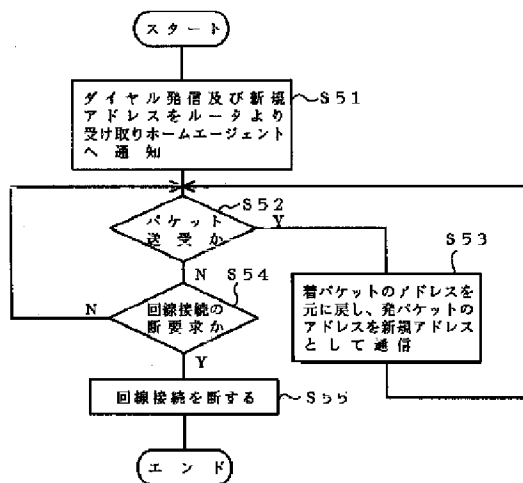 スタート
ダイヤル発信及び新規
アドレスをルータより
受け取りホームエージェント
へ通知
S51
パケット
送受か
S52
Y
N
着パケットのアドレスを
元に戻し、発パケットの
アドレスを新規アドレス
として通信
S53
回線接続の
断要求か
S54
N
Y
回線接続を断する
S55
エンド